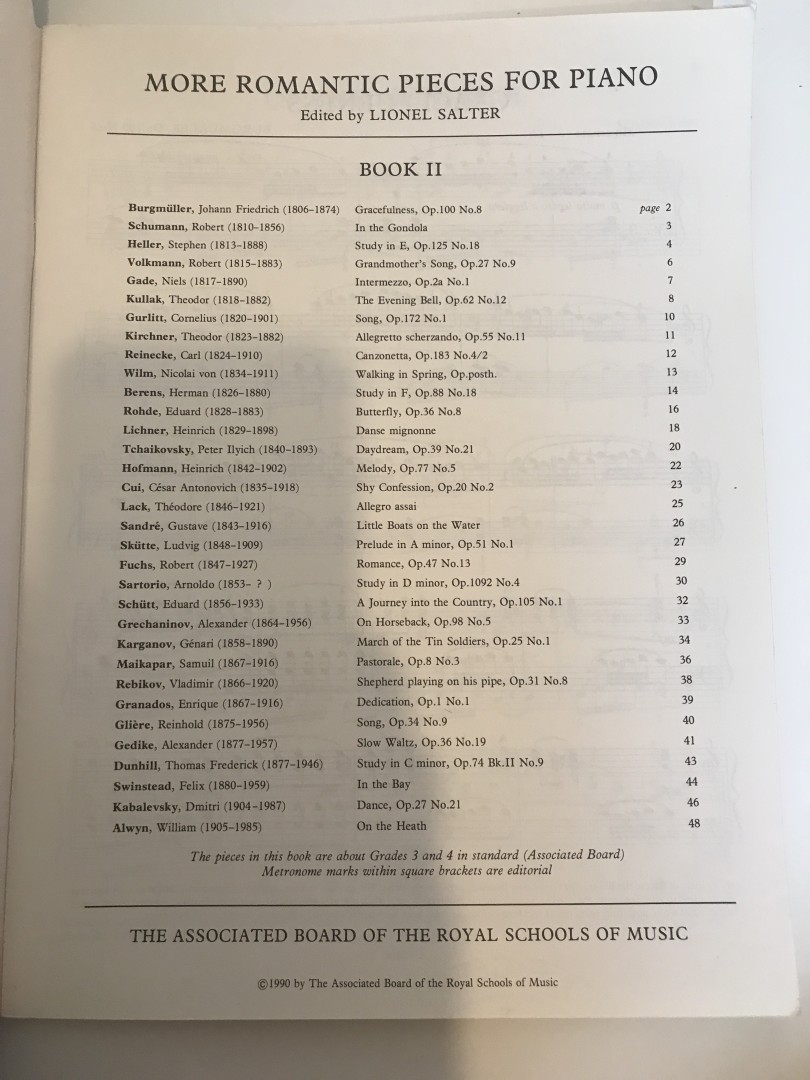 MORE ROMANTIC PIECES FOR PIANO
Edited by LIONEL SALTER
BOOK II
Burgmüller, Johann Friedrich (1806–1874) Gracefulness, Op.100 No.8 page 2
Schumann, Robert (1810–1856) In the Gondola 3
Heller, Stephen (1813–1888) Study in E, Op.125 No.18 4
Volkmann, Robert (1815–1883) Grandmother's Song, Op.27 No.9 6
Gade, Niels (1817–1890) Intermezzo, Op.2a No.1 7
Kullak, Theodor (1818–1882) The Evening Bell, Op.62 No.12 8
Gurlitt, Cornelius (1820–1901) Song, Op.172 No.1 10
Kirchner, Theodor (1823–1882) Allegretto scherzando, Op.55 No.11 11
Reinecke, Carl (1824–1910) Canzonetta, Op.183 No.4/2 12
Wilm, Nicolai von (1834–1911) Walking in Spring, Op.posth. 13
Berens, Herman (1826–1880) Study in F, Op.88 No.18 14
Rohde, Eduard (1828–1883) Butterfly, Op.36 No.8 16
Lichner, Heinrich (1829–1898) Danse mignonne 18
Tchaikovsky, Peter Ilyich (1840–1893) Daydream, Op.39 No.21 20
Hofmann, Heinrich (1842–1902) Melody, Op.77 No.5 22
Cui, César Antonovich (1835–1918) Shy Confession, Op.20 No.2 23
Lack, Théodore (1846–1921) Allegro assai 25
Sandré, Gustave (1843–1916) Little Boats on the Water 26
Skütte, Ludvig (1848–1909) Prelude in A minor, Op.51 No.1 27
Fuchs, Robert (1847–1927) Romance, Op.47 No.13 29
Sartorio, Arnoldo (1853– ? ) Study in D minor, Op.1092 No.4 30
Schütt, Eduard (1856–1933) A Journey into the Country, Op.105 No.1 32
Grechaninov, Alexander (1864–1956) On Horseback, Op.98 No.5 33
Karganov, Génari (1858–1890) March of the Tin Soldiers, Op.25 No.1 34
Maikapar, Samuil (1867–1916) Pastorale, Op.8 No.3 36
Rebikov, Vladimir (1866–1920) Shepherd playing on his pipe, Op.31 No.8 38
Granados, Enrique (1867–1916) Dedication, Op.1 No.1 39
Glière, Reinhold (1875–1956) Song, Op.34 No.9 40
Gedike, Alexander (1877–1957) Slow Waltz, Op.36 No.19 41
Dunhill, Thomas Frederick (1877–1946) Study in C minor, Op.74 Bk.II No.9 43
Swinstead, Felix (1880–1959) In the Bay 44
Kabalevsky, Dmitri (1904–1987) Dance, Op.27 No.21 46
Alwyn, William (1905–1985) On the Heath 48
The pieces in this book are about Grades 3 and 4 in standard (Associated Board)
Metronome marks within square brackets are editorial
THE ASSOCIATED BOARD OF THE ROYAL SCHOOLS OF MUSIC
©1990 by The Associated Board of the Royal Schools of Music